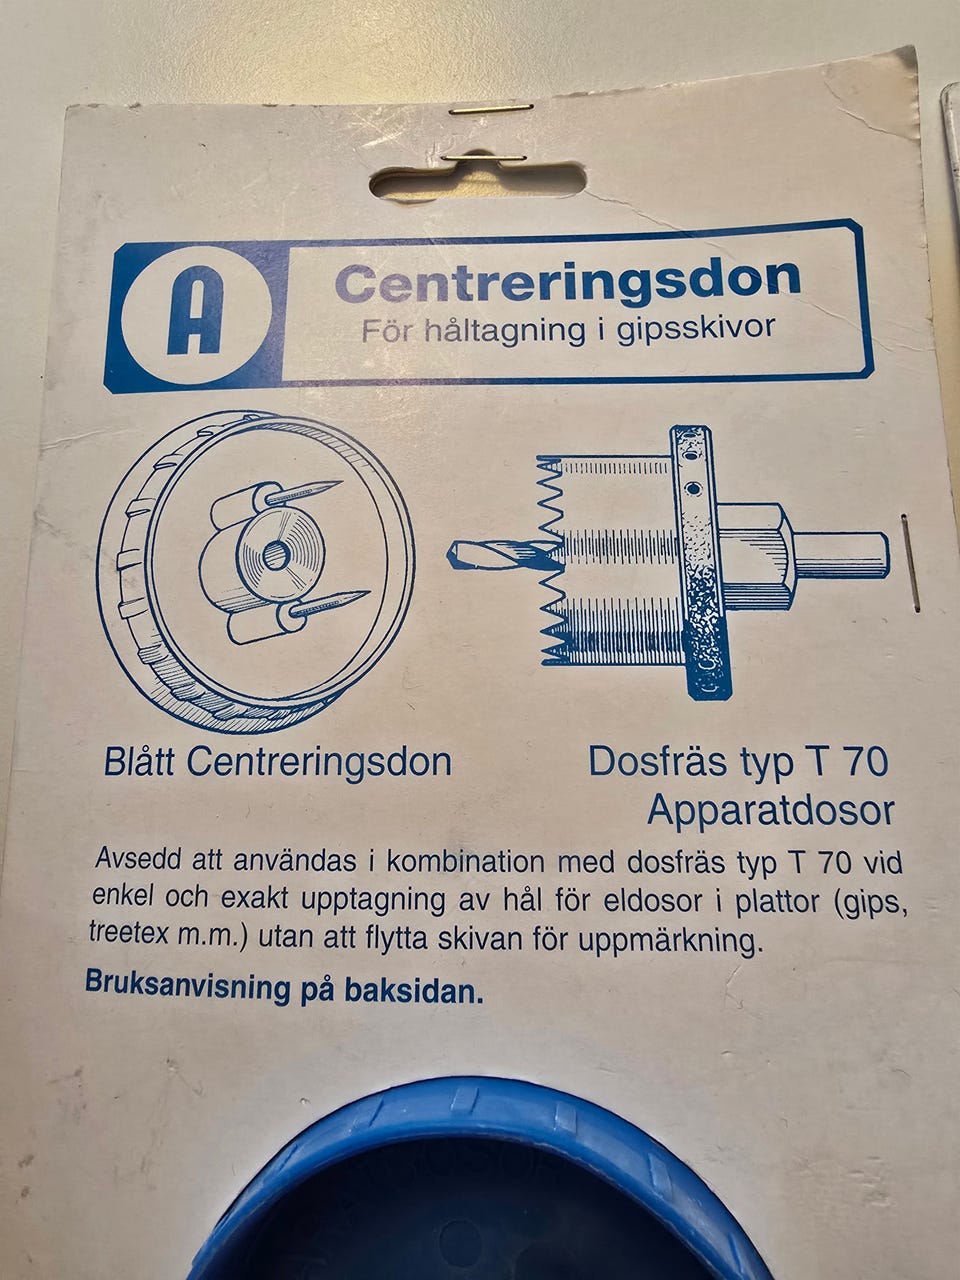 A
Centreringsdon
För håltagning i gipsskivor
Blått Centreringsdon
Dosfräs typ T 70
Apparatdosor
Avsedd att användas i kombination med dosfräs typ T 70 vid
enkel och exakt upptagning av hål för eldosor i plattor (gips,
treetex m.m.) utan att flytta skivan för uppmärkning.
Bruksanvisning på baksidan.